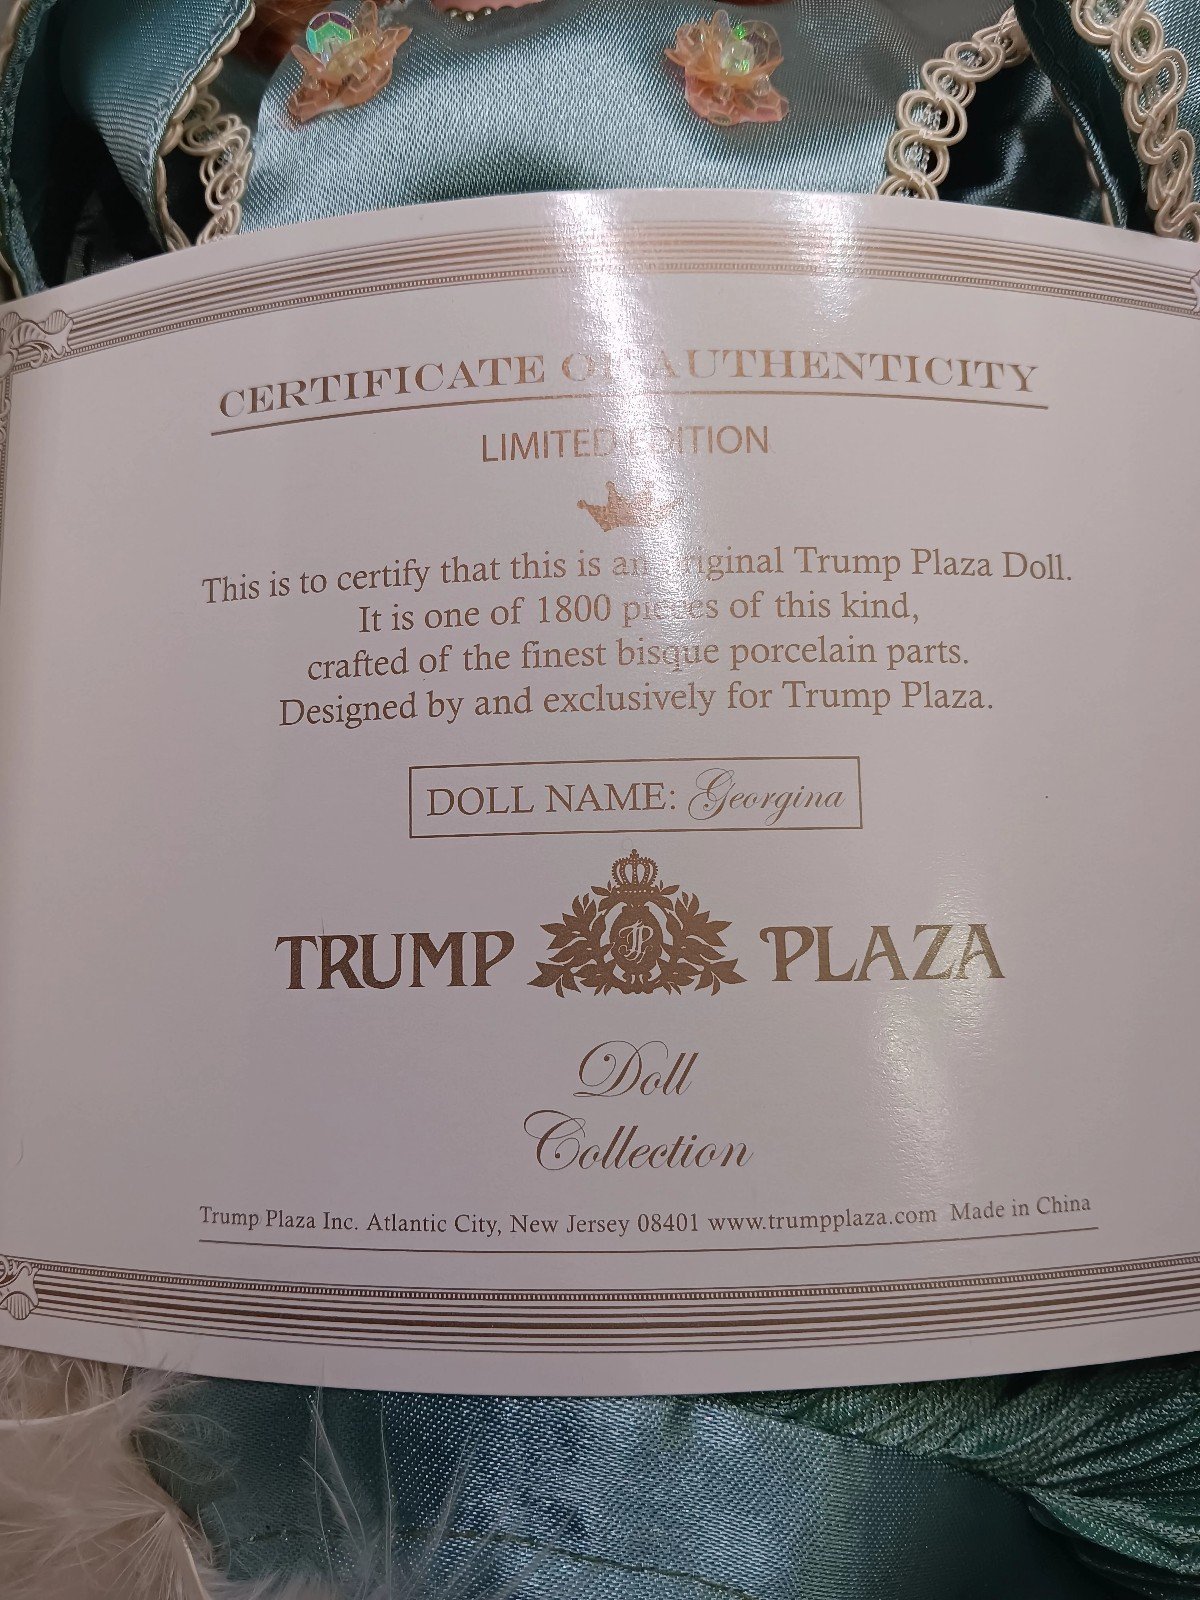 CERTIFICATE OF AUTHENTICITY
LIMITED EDITION
This is to certify that this is an original Trump Plaza Doll.
It is one of 1800 pieces of this kind,
crafted of the finest bisque porcelain parts.
Designed by and exclusively for Trump Plaza.
DOLL NAME: Georgina
TRUMP TP PLAZA
Doll
Collection
Trump Plaza Inc. Atlantic City, New Jersey 08401 www.trumpplaza.com Made in China